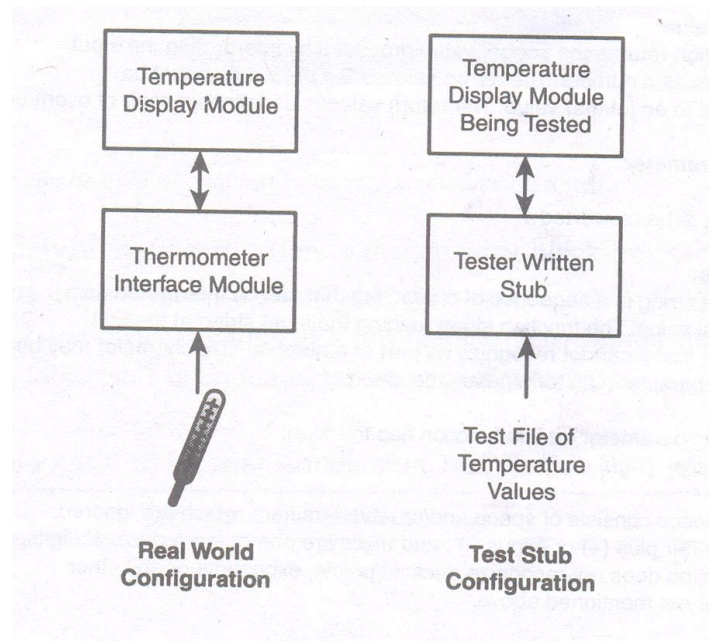 Temperature
Display Module
Thermometer
Interface Module
Real World
Configuration
Temperature
Display Module
Being Tested
Tester Written
Stub
Test File of
Temperature
Values
Test Stub
Configuration